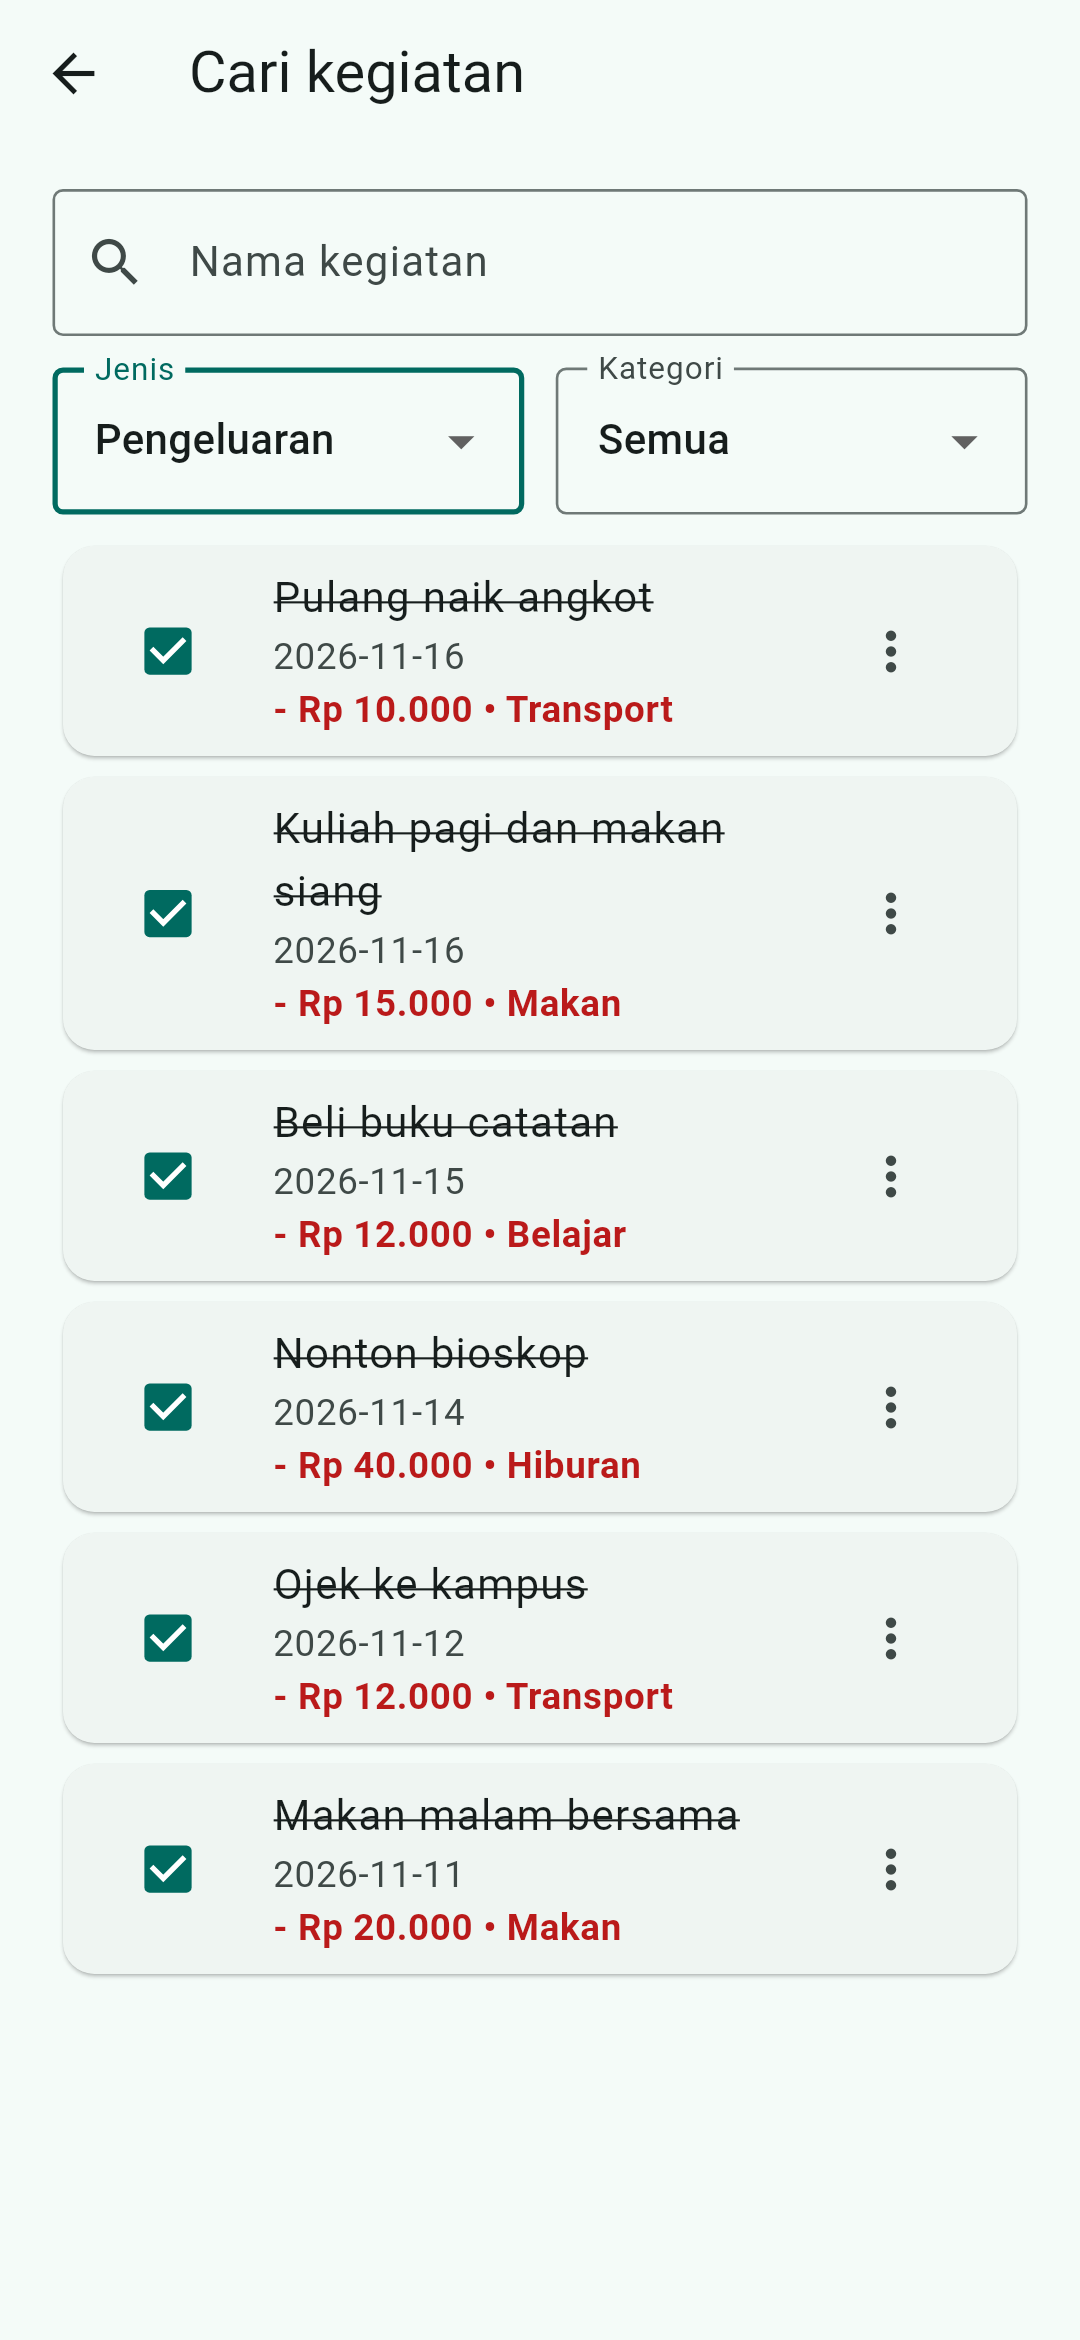 Cari kegiatan
Nama kegiatan
Jenis
Kategori
Pengeluaran
Semua
Pulang naik angkot
2026-11-16
- Rp 10.000 • Transport
Kuliah pagi dan makan
siang
2026-11-16
- Rp 15.000 • Makan
Beli buku catatan
2026-11-15
- Rp 12.000 • Belajar
Nonton bioskop
2026-11-14
- Rp 40.000 • Hiburan
Ojek ke kampus
2026-11-12
- Rp 12.000 • Transport
Makan malam bersama
2026-11-11
- Rp 20.000 • Makan